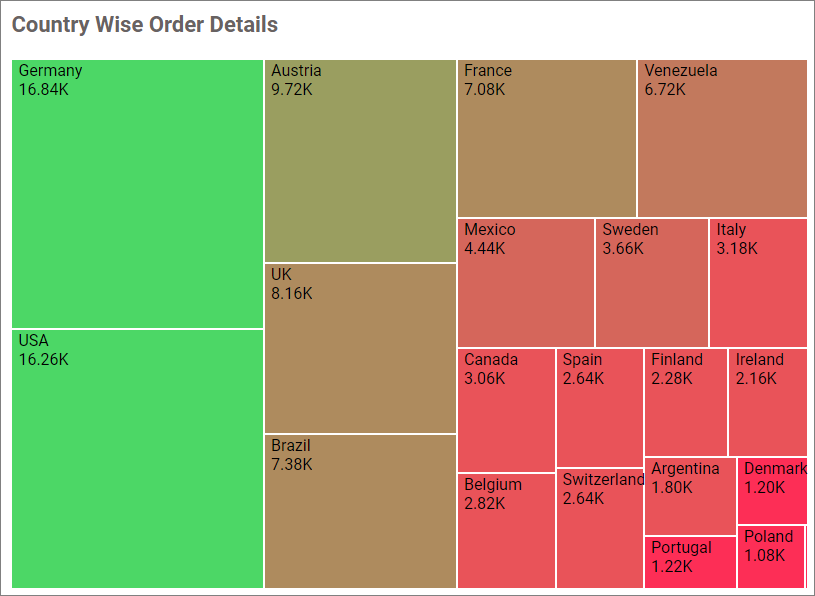 Country Wise Order Details
Germany
16.84K
USA
16.26K
Austria
9.72K
UK
8.16K
Brazil
7.38K
France
7.08K
Venezuela
6.72K
Mexico
4.44K
Sweden
3.66K
Italy
3.18K
Canada
3.06K
Belgium
2.82K
Spain
2.64K
Switzerland
2.64K
Finland
2.28K
Ireland
2.16K
Argentina
1.80K
Portugal
1.22K
Denmark
1.20K
Poland
1.08K